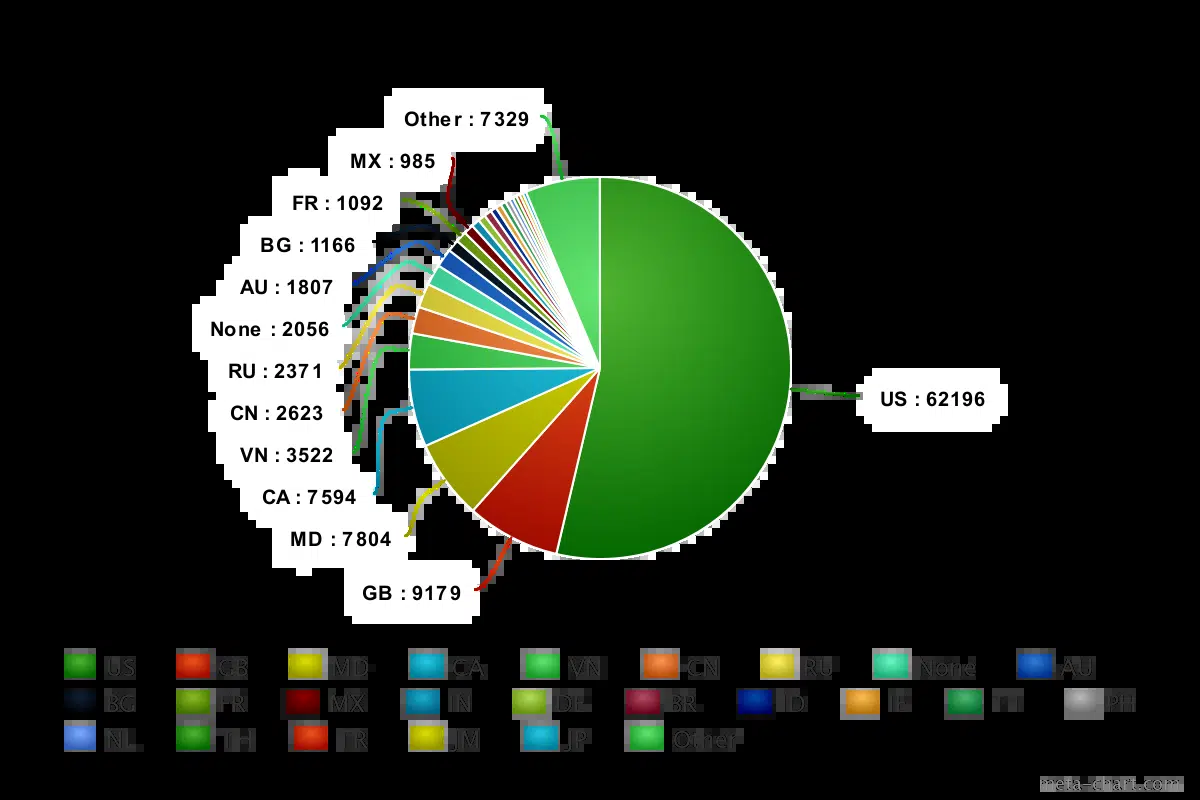 Other : 7329
MX : 985
FR : 1092
BG : 1166
AU : 1807
None : 2056
RU : 2371
US : 62196
CN : 2623
VN : 3522
CA : 7594
MD : 7804
GB : 9179
US GB MD CA VN CN RU None AU
BG FR MX IN DE BR ID IE IT PH
NL TH TR JM JP Other
meta-chart.com